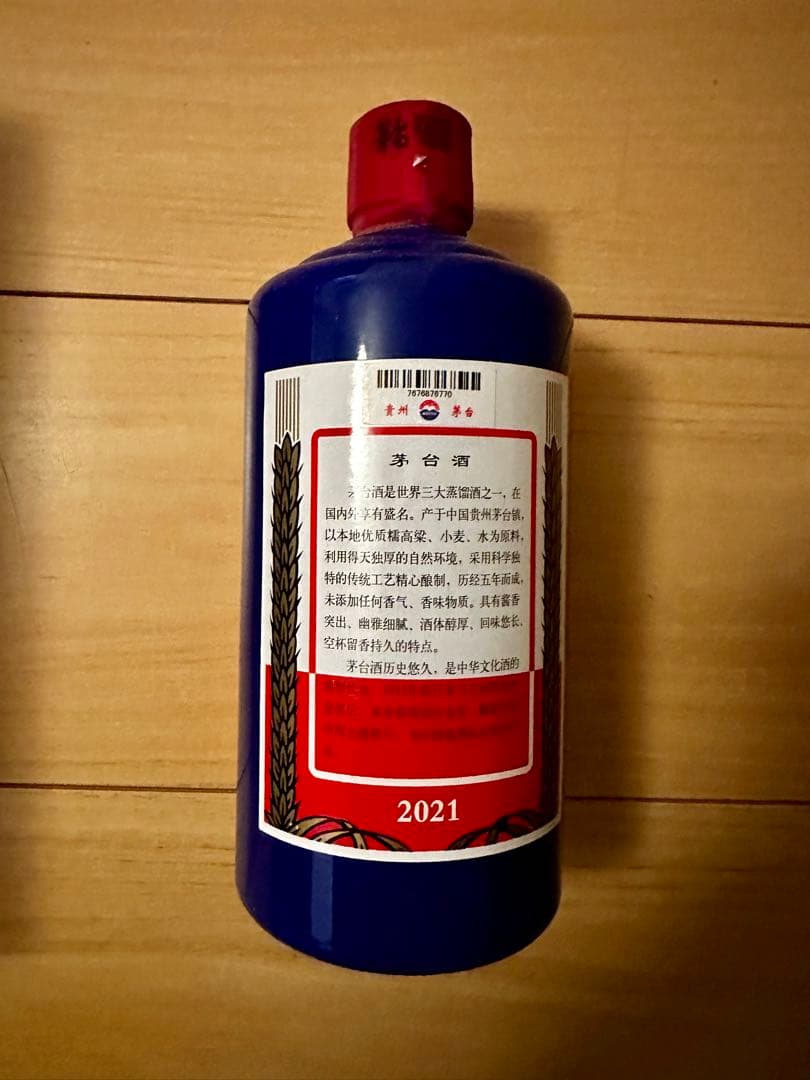 7676876770
贵州 茅台
茅台酒
茅台酒是世界三大蒸馏酒之一，在
国内外享有盛名。产于中国贵州茅台镇，
以本地优质糯高粱、小麦、水为原料，
利用得天独厚的自然环境，采用科学独
特的传统工艺精心酿制，历经五年而成，
未添加任何香气、香味物质。具有酱香
突出、幽雅细腻、酒体醇厚、回味悠长、
空杯留香持久的特点。
茅台酒历史悠久，是中华文化酒的
2021